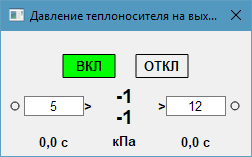 Давление теплоносителя на вых...
ВКЛ ОТКЛ
-1
5 > > 12
-1
0,0 с кПа 0,0 с